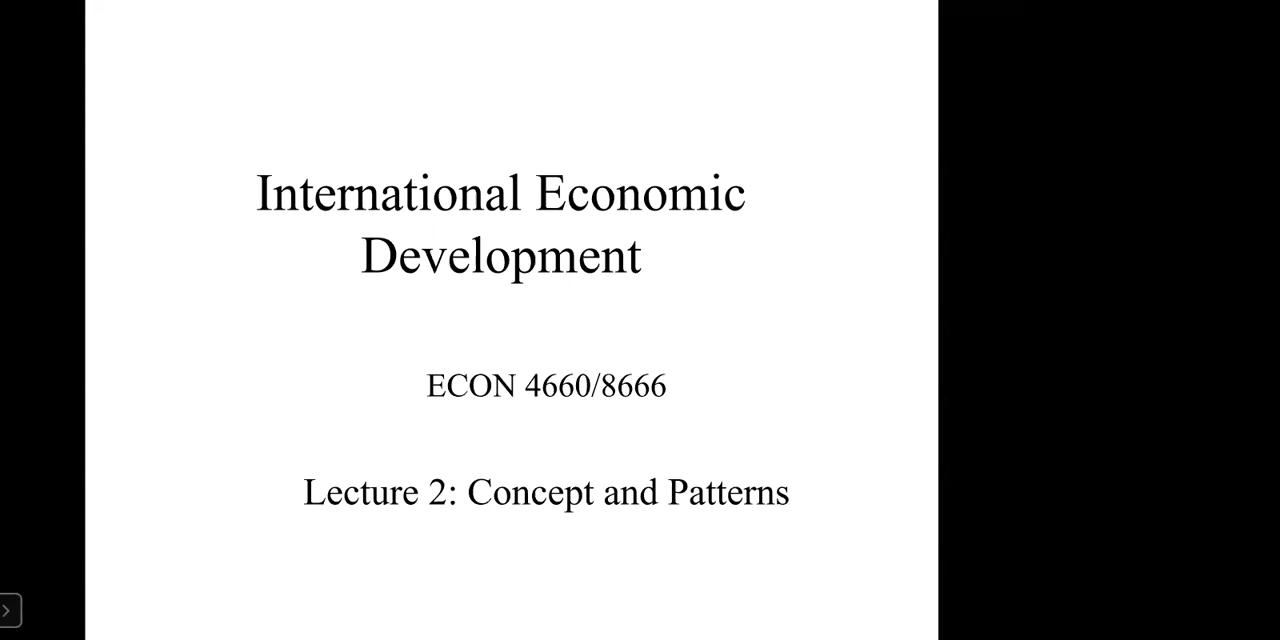 International Economic
Development
ECON 4660/8666
Lecture 2: Concept and Patterns